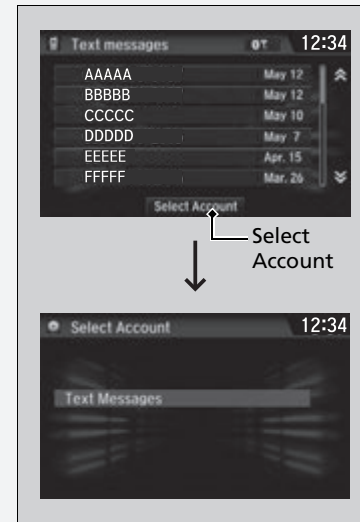 Text messages 12:34
AAAAA May 12
BBBBB May 12
CCCCC May 10
DDDDD May 7
EEEEE Apr. 15
FFFFF Mar. 26
Select Account
Select
Account
Select Account 12:34
Text Messages